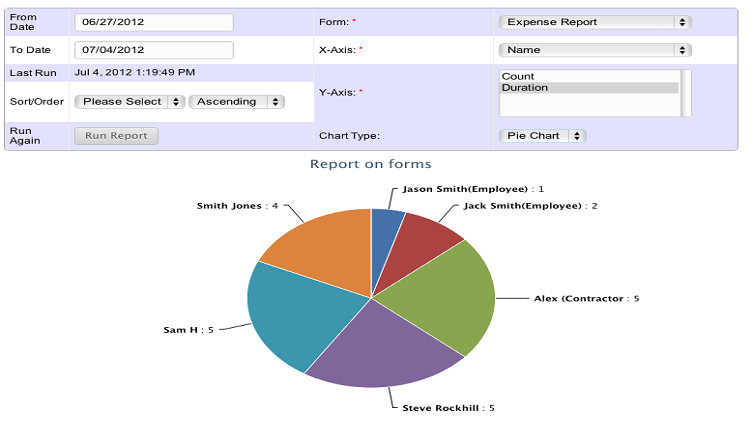 From Date 06/27/2012 Form: * Expense Report
To Date 07/04/2012 X-Axis: * Name
Last Run Jul 4, 2012 1:19:49 PM
Y-Axis: * Count
Duration
Sort/Order Please Select Ascending
Run Again Run Report Chart Type: Pie Chart
Report on forms
Jason Smith(Employee) : 1
Smith Jones : 4
Jack Smith(Employee) : 2
Alex (Contractor : 5
Sam H : 5
Steve Rockhill : 5